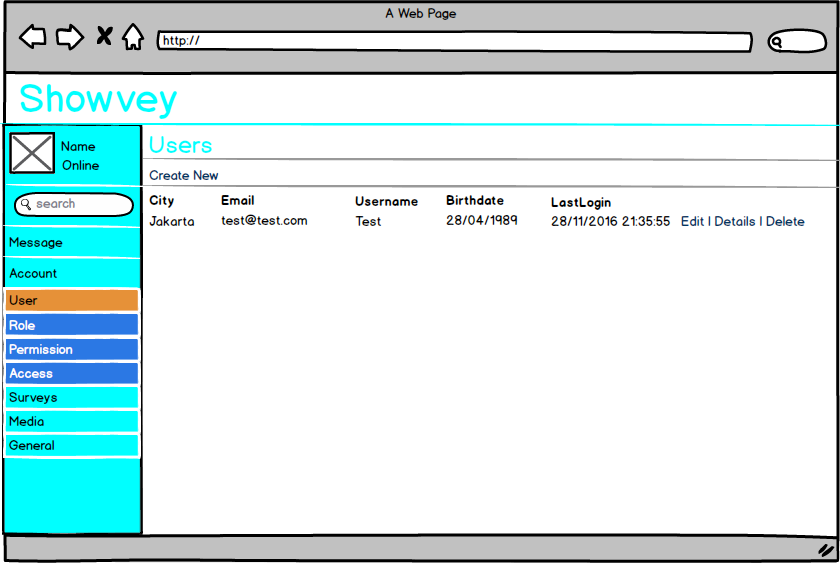 A Web Page
http://
Showvey
Name
Online
search
Message
Account
User
Role
Permission
Access
Surveys
Media
General
Users
Create New
City Email Username Birthdate LastLogin
Jakarta test@test.com Test 28/04/1989 28/11/2016 21:35:55 Edit | Details | Delete